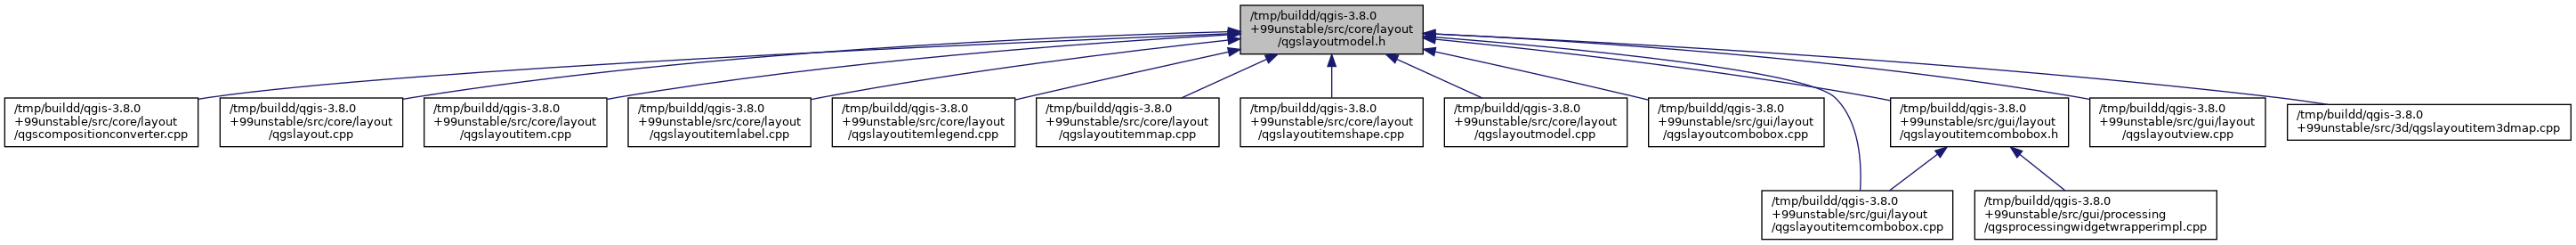 /tmp/buildd/qgis-3.8.0
+99unstable/src/core/layout
/qgslayoutmodel.h
/tmp/buildd/qgis-3.8.0
+99unstable/src/core/layout
/qgscompositionconverter.cpp
/tmp/buildd/qgis-3.8.0
+99unstable/src/core/layout
/qgslayout.cpp
/tmp/buildd/qgis-3.8.0
+99unstable/src/core/layout
/qgslayoutitem.cpp
/tmp/buildd/qgis-3.8.0
+99unstable/src/core/layout
/qgslayoutitemlabel.cpp
/tmp/buildd/qgis-3.8.0
+99unstable/src/core/layout
/qgslayoutitemlegend.cpp
/tmp/buildd/qgis-3.8.0
+99unstable/src/core/layout
/qgslayoutitemmap.cpp
/tmp/buildd/qgis-3.8.0
+99unstable/src/core/layout
/qgslayoutitemshape.cpp
/tmp/buildd/qgis-3.8.0
+99unstable/src/core/layout
/qgslayoutmodel.cpp
/tmp/buildd/qgis-3.8.0
+99unstable/src/gui/layout
/qgslayoutcombobox.cpp
/tmp/buildd/qgis-3.8.0
+99unstable/src/gui/layout
/qgslayoutitemcombobox.h
/tmp/buildd/qgis-3.8.0
+99unstable/src/gui/layout
/qgslayoutview.cpp
/tmp/buildd/qgis-3.8.0
+99unstable/src/3d/qgslayoutitem3dmap.cpp
/tmp/buildd/qgis-3.8.0
+99unstable/src/gui/layout
/qgslayoutitemcombobox.cpp
/tmp/buildd/qgis-3.8.0
+99unstable/src/gui/processing
/qgsprocessingwidgetwrapperimpl.cpp